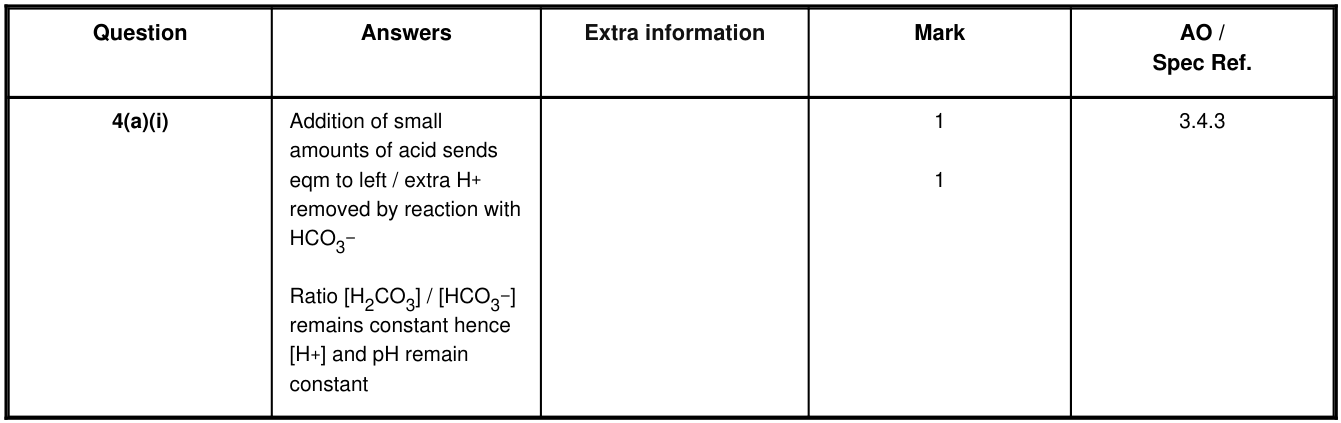 Question Answers Extra information Mark AO /
Spec Ref.
4(a)(i) Addition of small 1 3.4.3
amounts of acid sends
eqm to left / extra H+ 1
removed by reaction with
HCO₃⁻
Ratio [H₂CO₃] / [HCO₃⁻]
remains constant hence
[H+] and pH remain
constant